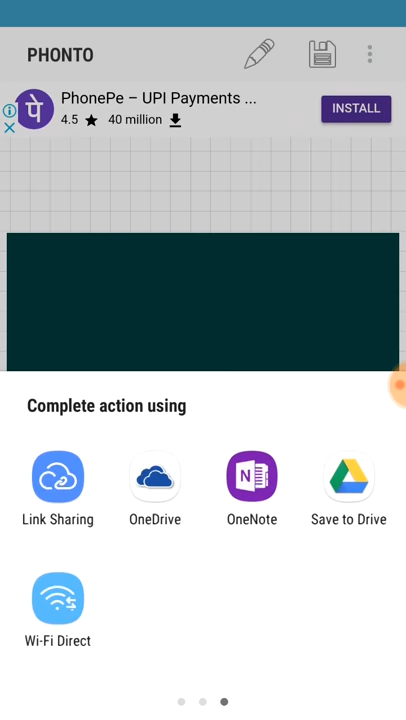 PHONTO
PhonePe – UPI Payments ...
4.5 ★ 40 million
INSTALL
पे
Complete action using
Link Sharing
OneDrive
OneNote
Save to Drive
N
Wi-Fi Direct